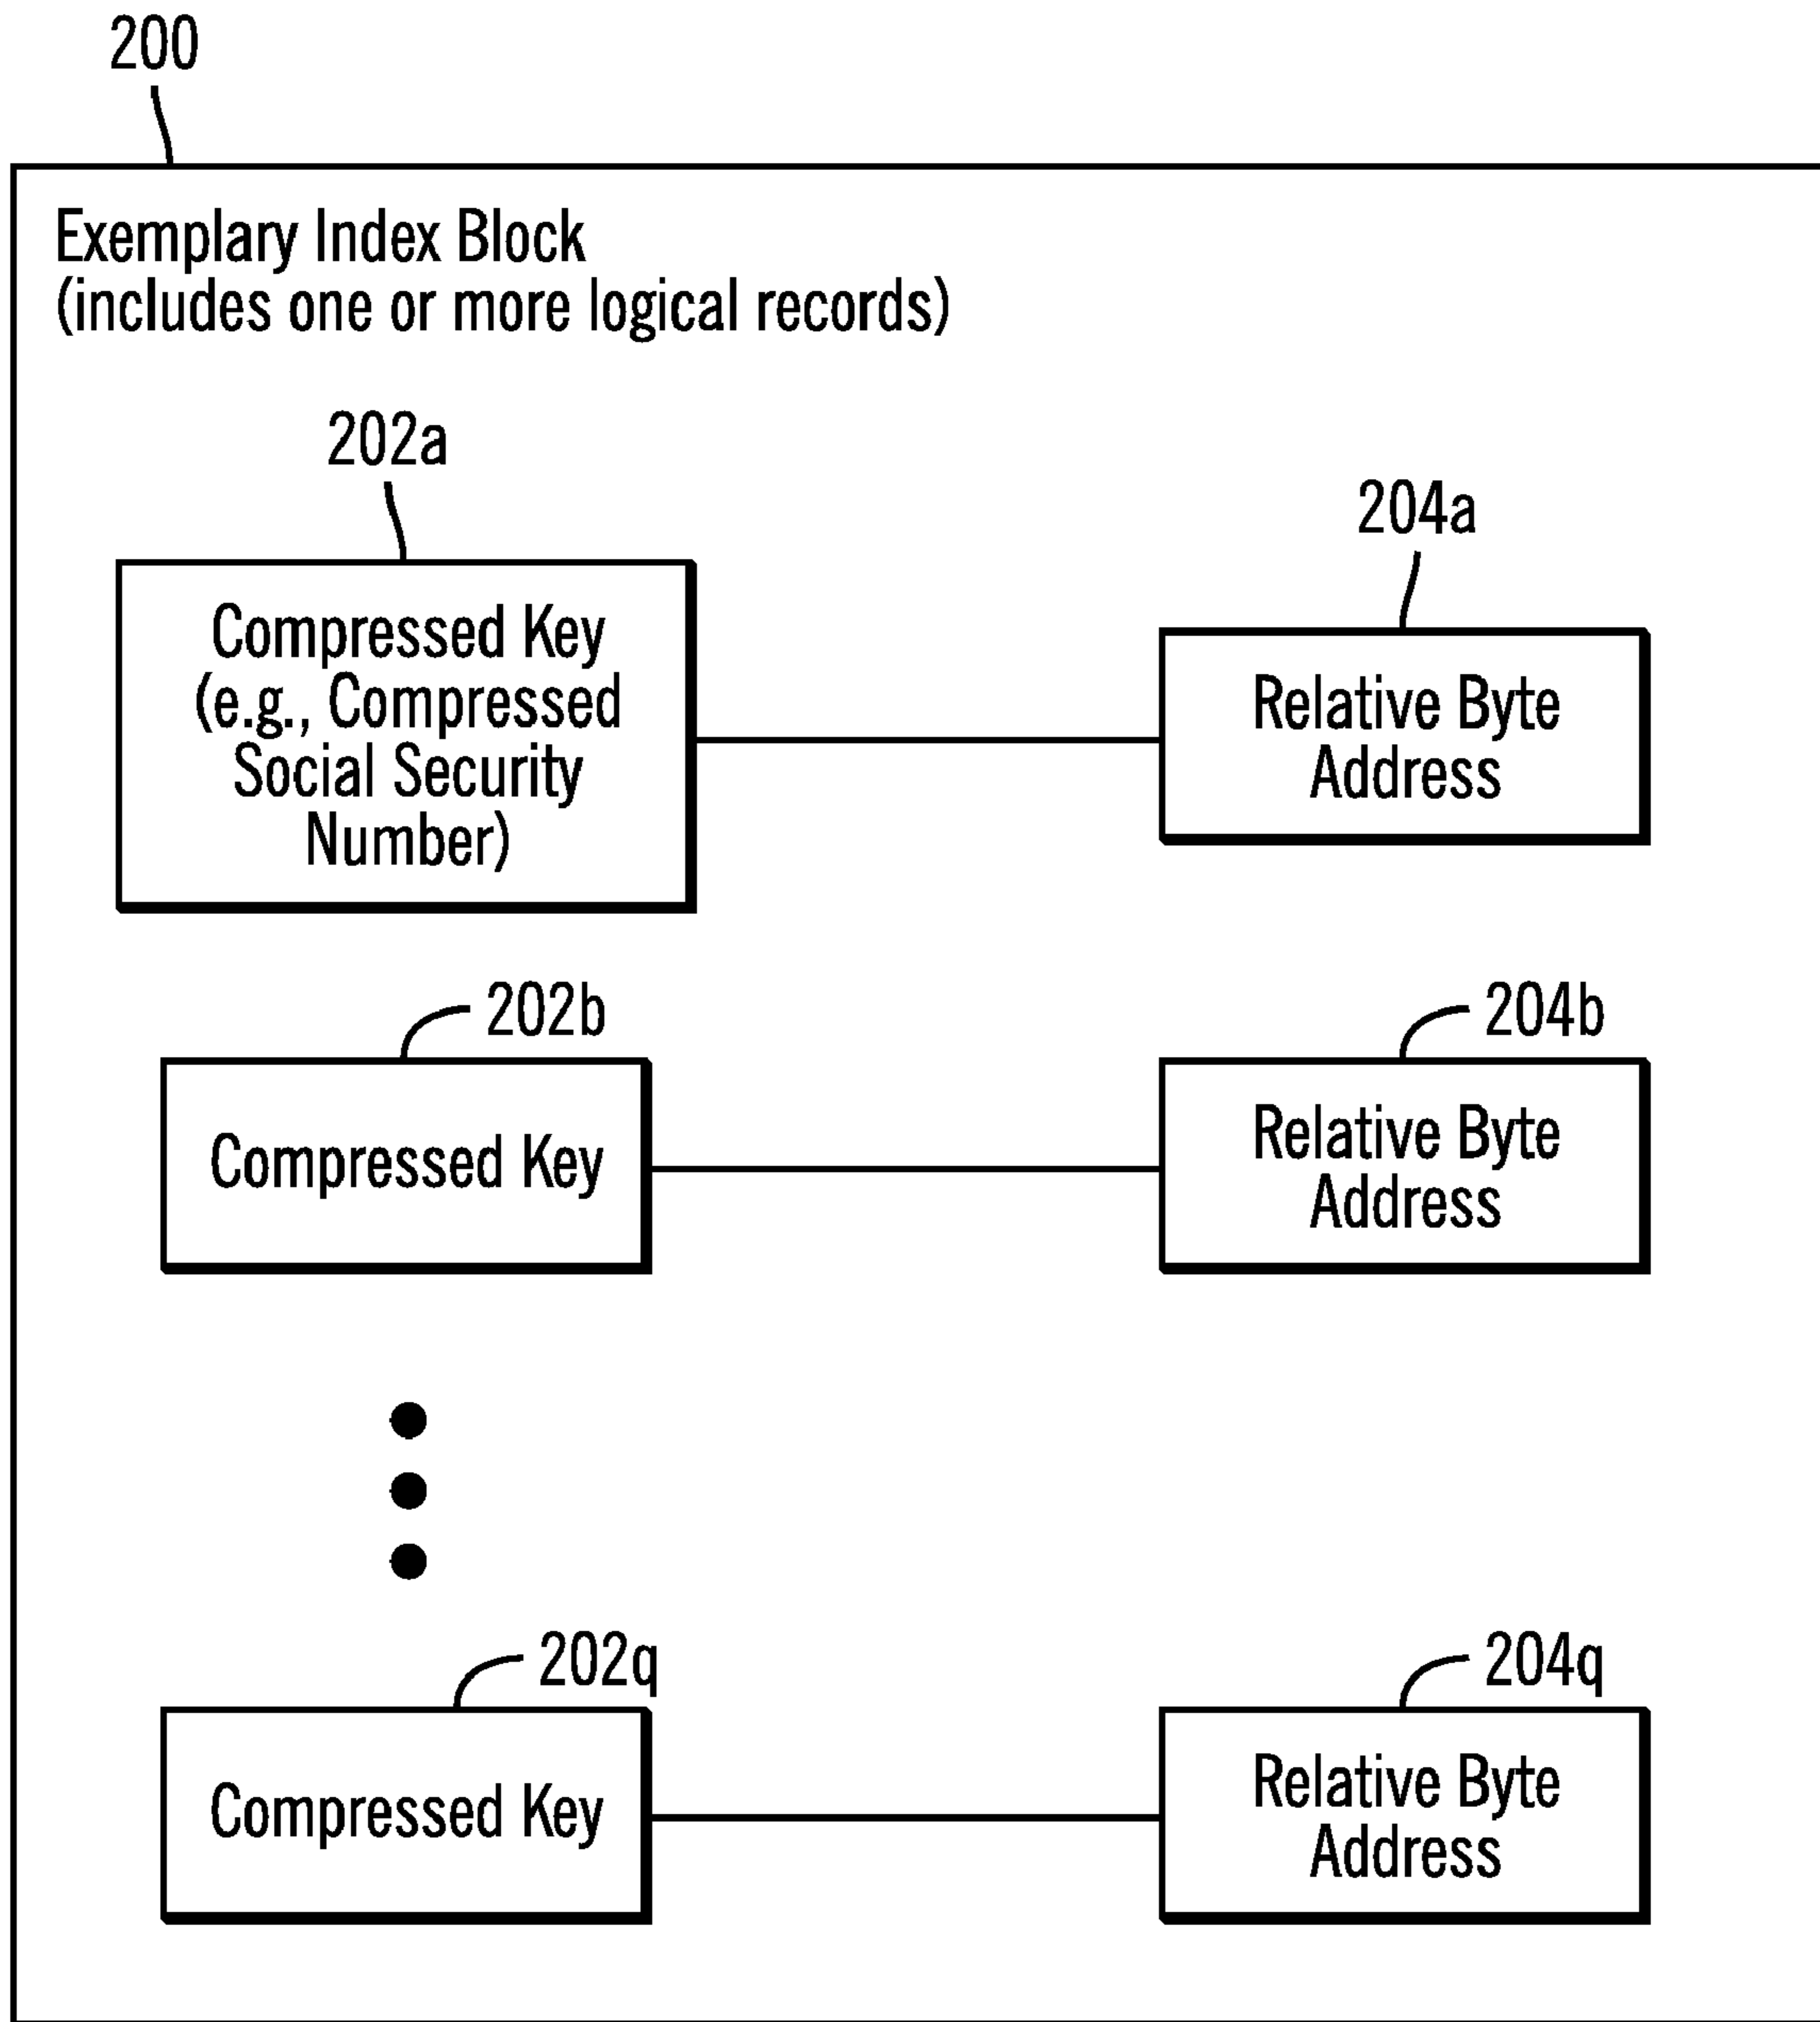 200
Exemplary Index Block
(includes one or more logical records)
202a
204a
Compressed Key
(e.g., Compressed
Social Security
Number)
Relative Byte
Address
202b
204b
Compressed Key
Relative Byte
Address
202q
204q
Compressed Key
Relative Byte
Address